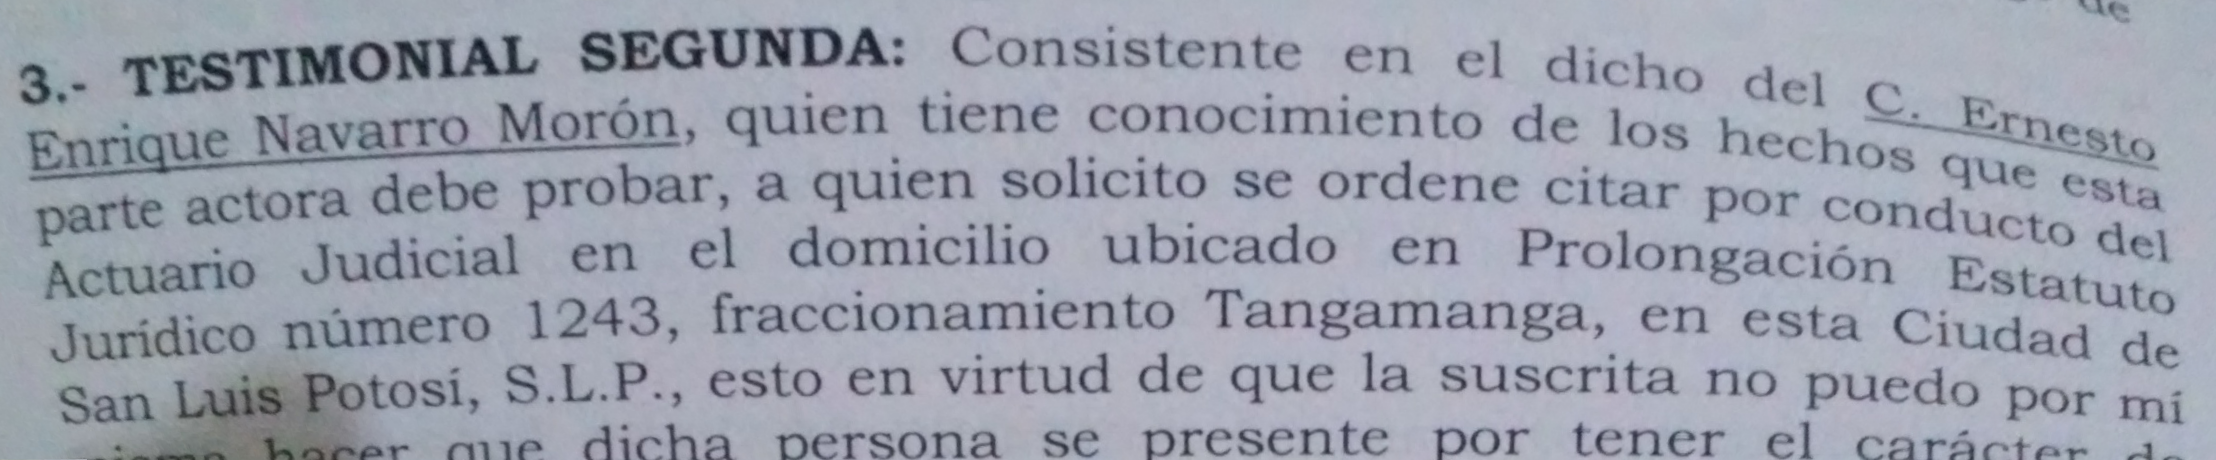 de
3.- TESTIMONIAL SEGUNDA: Consistente en el dicho del C. Ernesto
Enrique Navarro Morón, quien tiene conocimiento de los hechos que esta
parte actora debe probar, a quien solicito se ordene citar por conducto del
Actuario Judicial en el domicilio ubicado en Prolongación Estatuto
Jurídico número 1243, fraccionamiento Tangamanga, en esta Ciudad de
San Luis Potosí, S.L.P., esto en virtud de que la suscrita no puedo por mí
hacer que dicha persona se presente por tener el carácter de